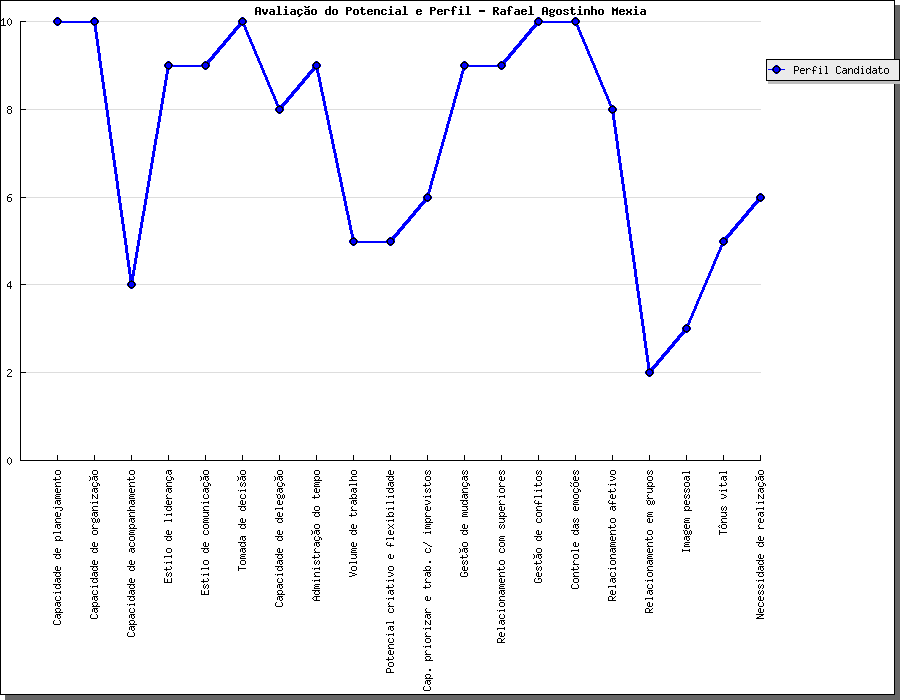 Avaliação do Potencial e Perfil - Rafael Agostinho Mexia
10
8
6
4
2
0
Perfil Candidato
Capacidade de planejamento
Capacidade de organização
Capacidade de acompanhamento
Estilo de liderança
Estilo de comunicação
Tomada de decisão
Capacidade de delegação
Administração do tempo
Volume de trabalho
Potencial criativo e flexibilidade
Cap. priorizar e trab. c/ imprevistos
Gestão de mudanças
Relacionamento com superiores
Gestão de conflitos
Controle das emoções
Relacionamento afetivo
Relacionamento em grupos
Imagem pessoal
Tônus vital
Necessidade de realização